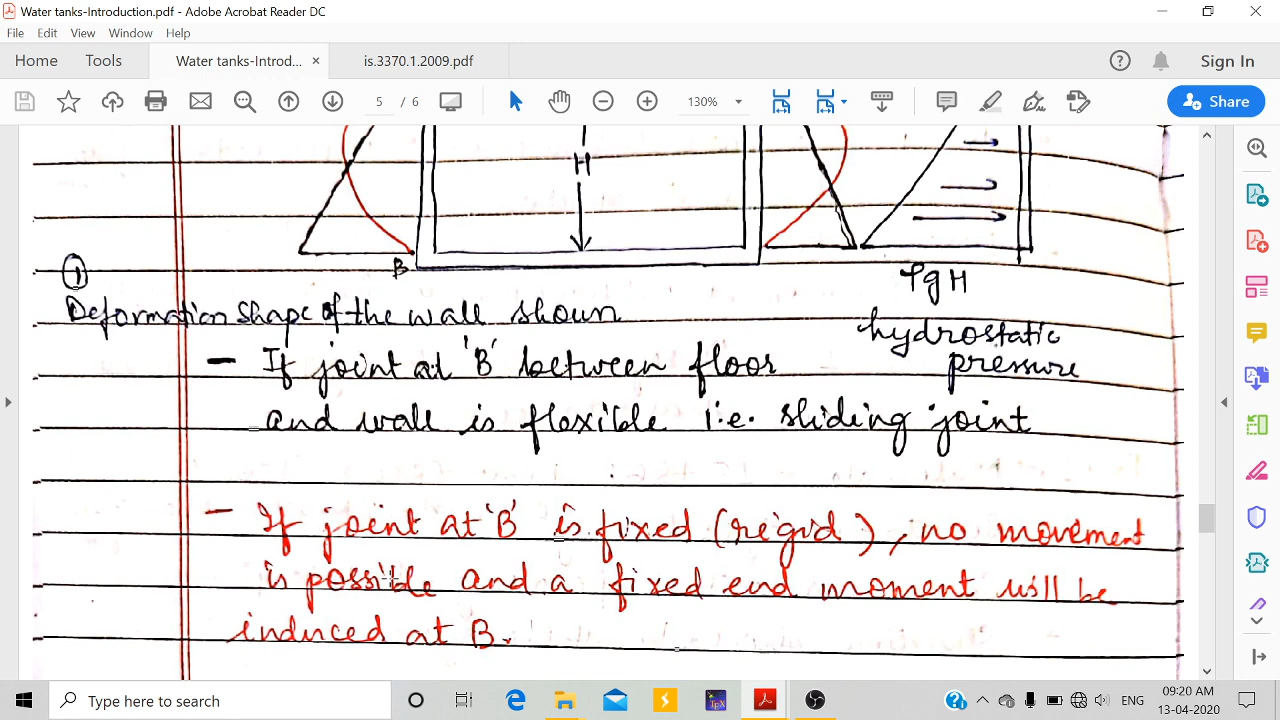 Water tanks-Introduction.pdf - Adobe Acrobat Reader DC
File Edit View Window Help
Home Tools Water tanks-Introd... × is.3370.1.2009.pdf Sign In
5 / 6 130% Share
H
B
ρgH
①
Deformation shape of the wall shown
hydrostatic
pressure
- If joint at 'B' between floor
and wall is flexible i.e. sliding joint
- If joint at 'B' is fixed (rigid), no movement
is possible and a fixed end moment will be
induced at B.
Type here to search
TpX
ENG
09:20 AM
13-04-2020